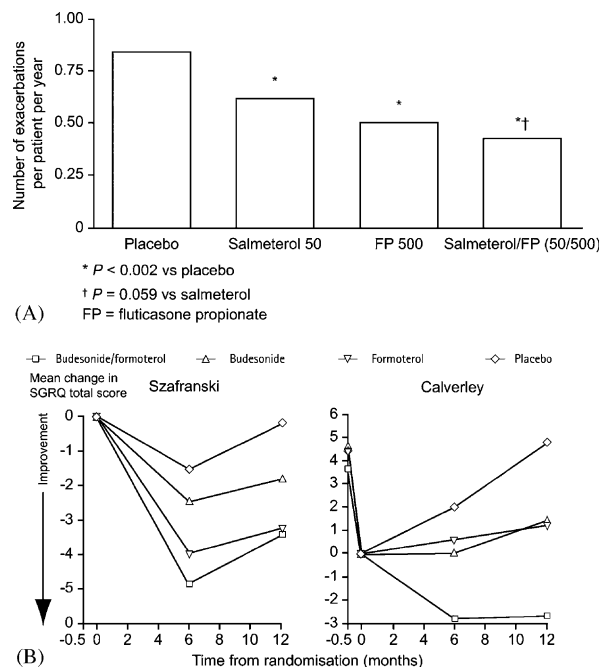 (A)
Number of exacerbations
per patient per year
1.00
0.75
0.50
0.25
0
*
*
*†
Placebo
Salmeterol 50
FP 500
Salmeterol/FP (50/500)
* P < 0.002 vs placebo
† P = 0.059 vs salmeterol
FP = fluticasone propionate
Budesonide/formoterol
Budesonide
Formoterol
Placebo
Mean change in
SGRQ total score
Szafranski
Calverley
Improvement
0
-1
-2
-3
-4
-5
0
-0.5 0 2 4 6 8 10 12
6
5
4
3
2
1
0
-1
-2
-3
-0.5 0 2 4 6 8 10 12
Time from randomisation (months)
(B)